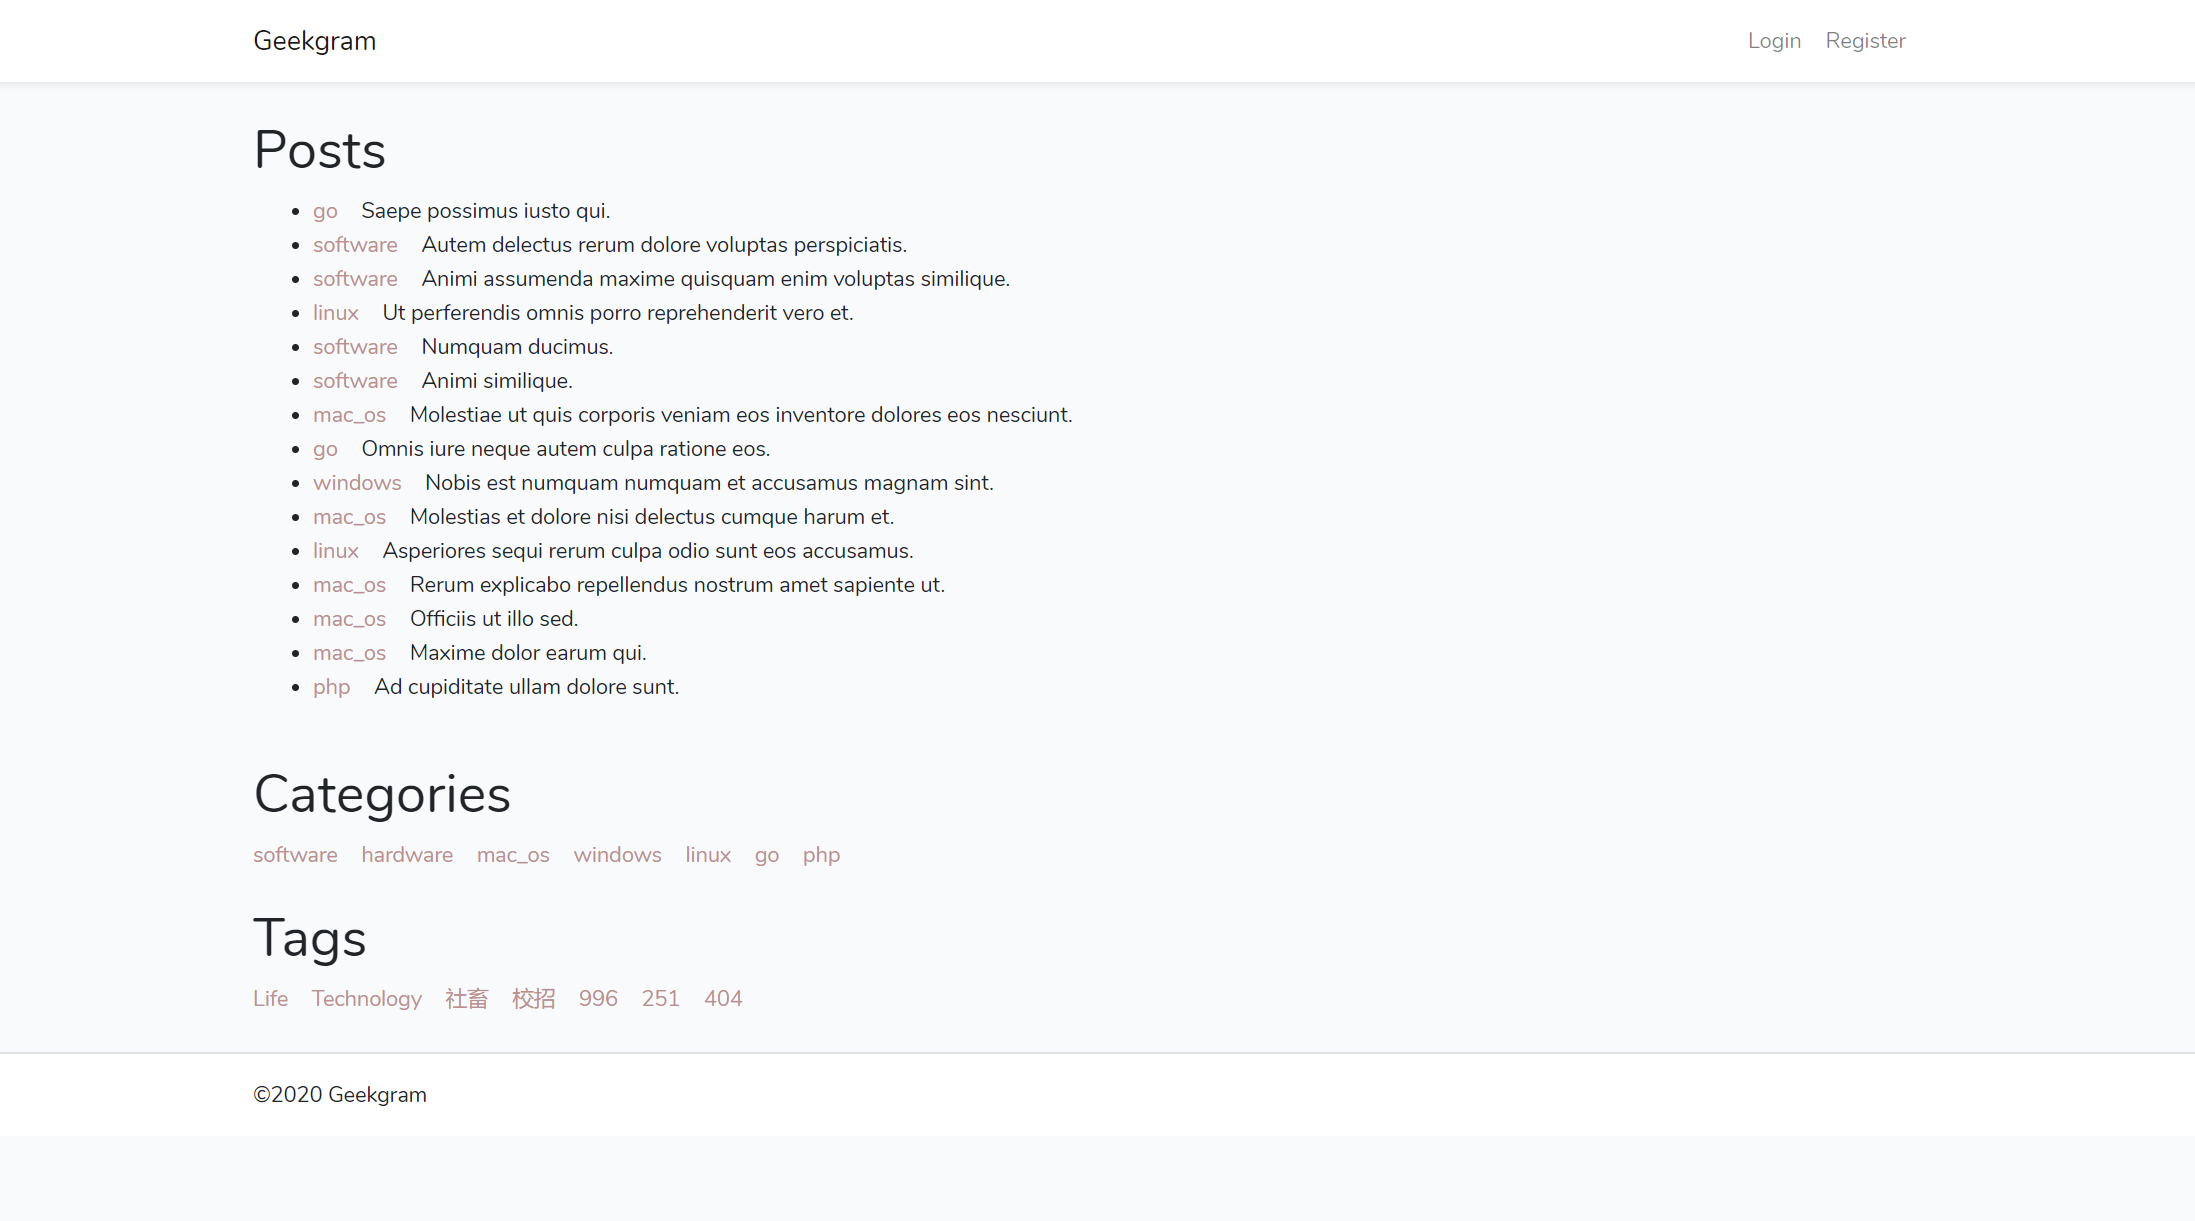 Geekgram Login Register
Posts
go Saepe possimus iusto qui.
software Autem delectus rerum dolore voluptas perspiciatis.
software Animi assumenda maxime quisquam enim voluptas similique.
linux Ut perferendis omnis porro reprehenderit vero et.
software Numquam ducimus.
software Animi similique.
mac_os Molestiae ut quis corporis veniam eos inventore dolores eos nesciunt.
go Omnis iure neque autem culpa ratione eos.
windows Nobis est numquam numquam et accusamus magnam sint.
mac_os Molestias et dolore nisi delectus cumque harum et.
linux Asperiores sequi rerum culpa odio sunt eos accusamus.
mac_os Rerum explicabo repellendus nostrum amet sapiente ut.
mac_os Officiis ut illo sed.
mac_os Maxime dolor earum qui.
php Ad cupiditate ullam dolore sunt.
Categories
software hardware mac_os windows linux go php
Tags
Life Technology 社畜 校招 996 251 404
©2020 Geekgram